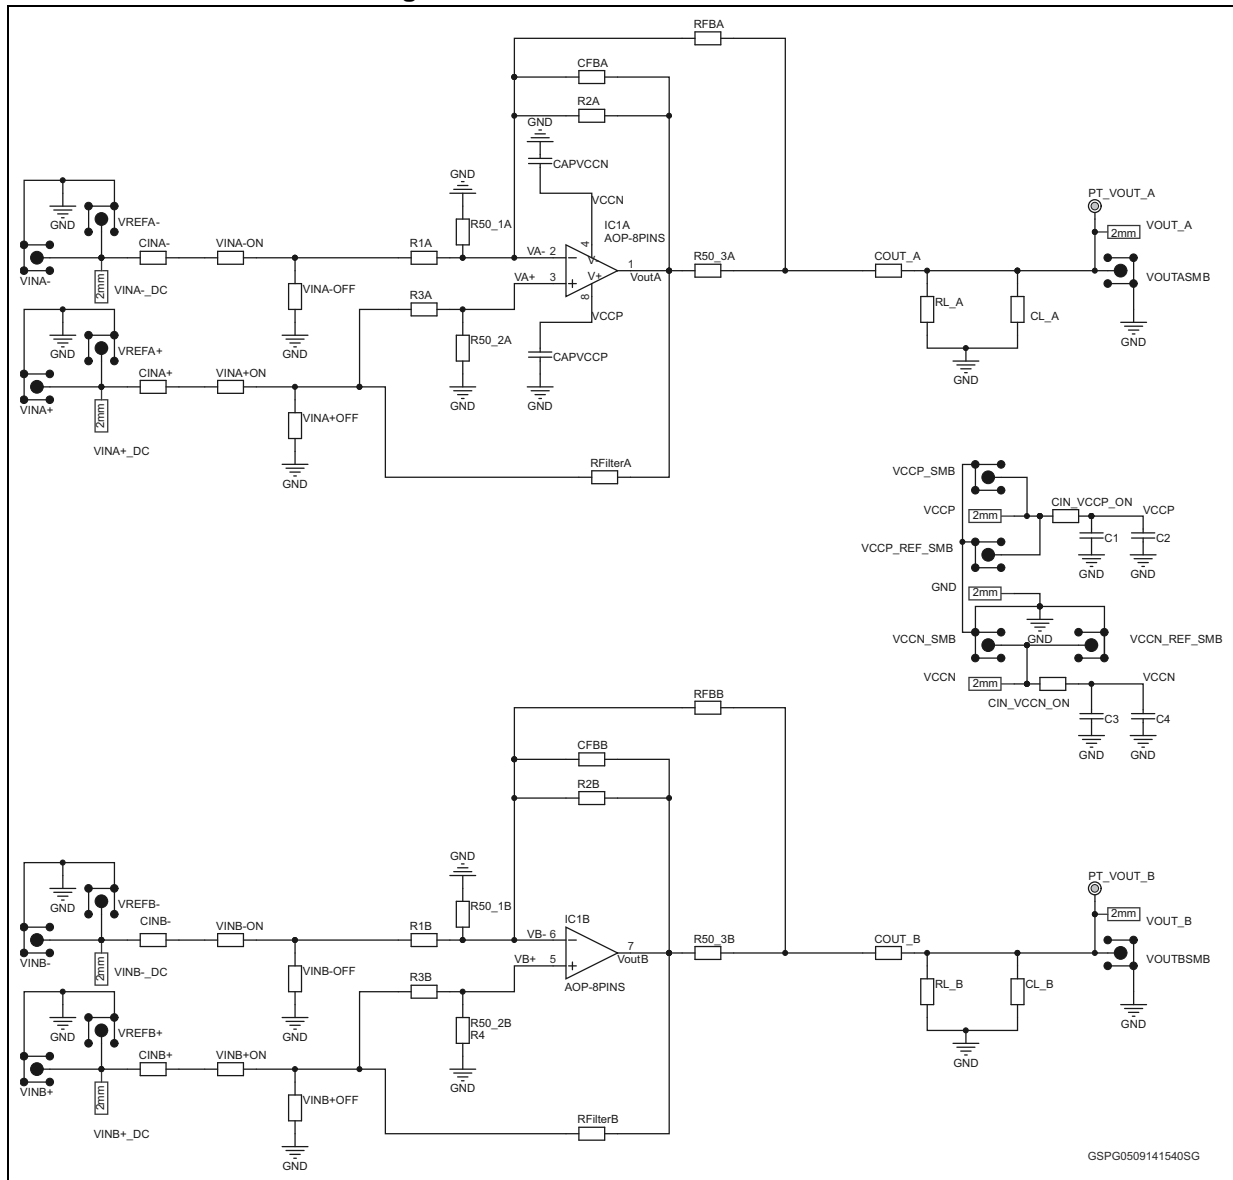 RFBA
CFBA
R2A
GND
CAPVCCN
GND
VCCN
PT_VOUT_A
VREFA-
GND
R50_1A
IC1A
AOP-8PINS
VOUT_A
2mm
CINA-
VINA-ON
R1A
VA- 2
4
V-
1
VoutA
R50_3A
COUT_A
VINA-
2mm
VINA-_DC
VINA-OFF
R3A
VA+ 3
V+
8
VCCP
VOUTASMB
RL_A
CL_A
GND
GND
VREFA+
GND
R50_2A
CAPVCCP
GND
GND
CINA+
VINA+ON
VINA+
2mm
VINA+OFF
GND
GND
VINA+_DC
RFilterA
GND
VCCP_SMB
CIN_VCCP_ON
VCCP
2mm
VCCP
C1
C2
VCCP_REF_SMB
GND
GND
GND
2mm
GND
VCCN_SMB
VCCN_REF_SMB
VCCN
2mm
VCCN
CIN_VCCN_ON
C3
C4
GND
GND
RFBB
CFBB
R2B
GND
PT_VOUT_B
VREFB-
GND
R50_1B
IC1B
2mm
VOUT_B
CINB-
VINB-ON
R1B
VB- 6
7
VoutB
R50_3B
COUT_B
VINB-
2mm
VINB-_DC
VINB-OFF
R3B
VB+ 5
AOP-8PINS
VOUTBSMB
RL_B
CL_B
GND
GND
VREFB+
GND
R50_2B
R4
GND
CINB+
VINB+ON
GND
VINB+
2mm
VINB+OFF
GND
VINB+_DC
RFilterB
GND
GSPG0509141540SG